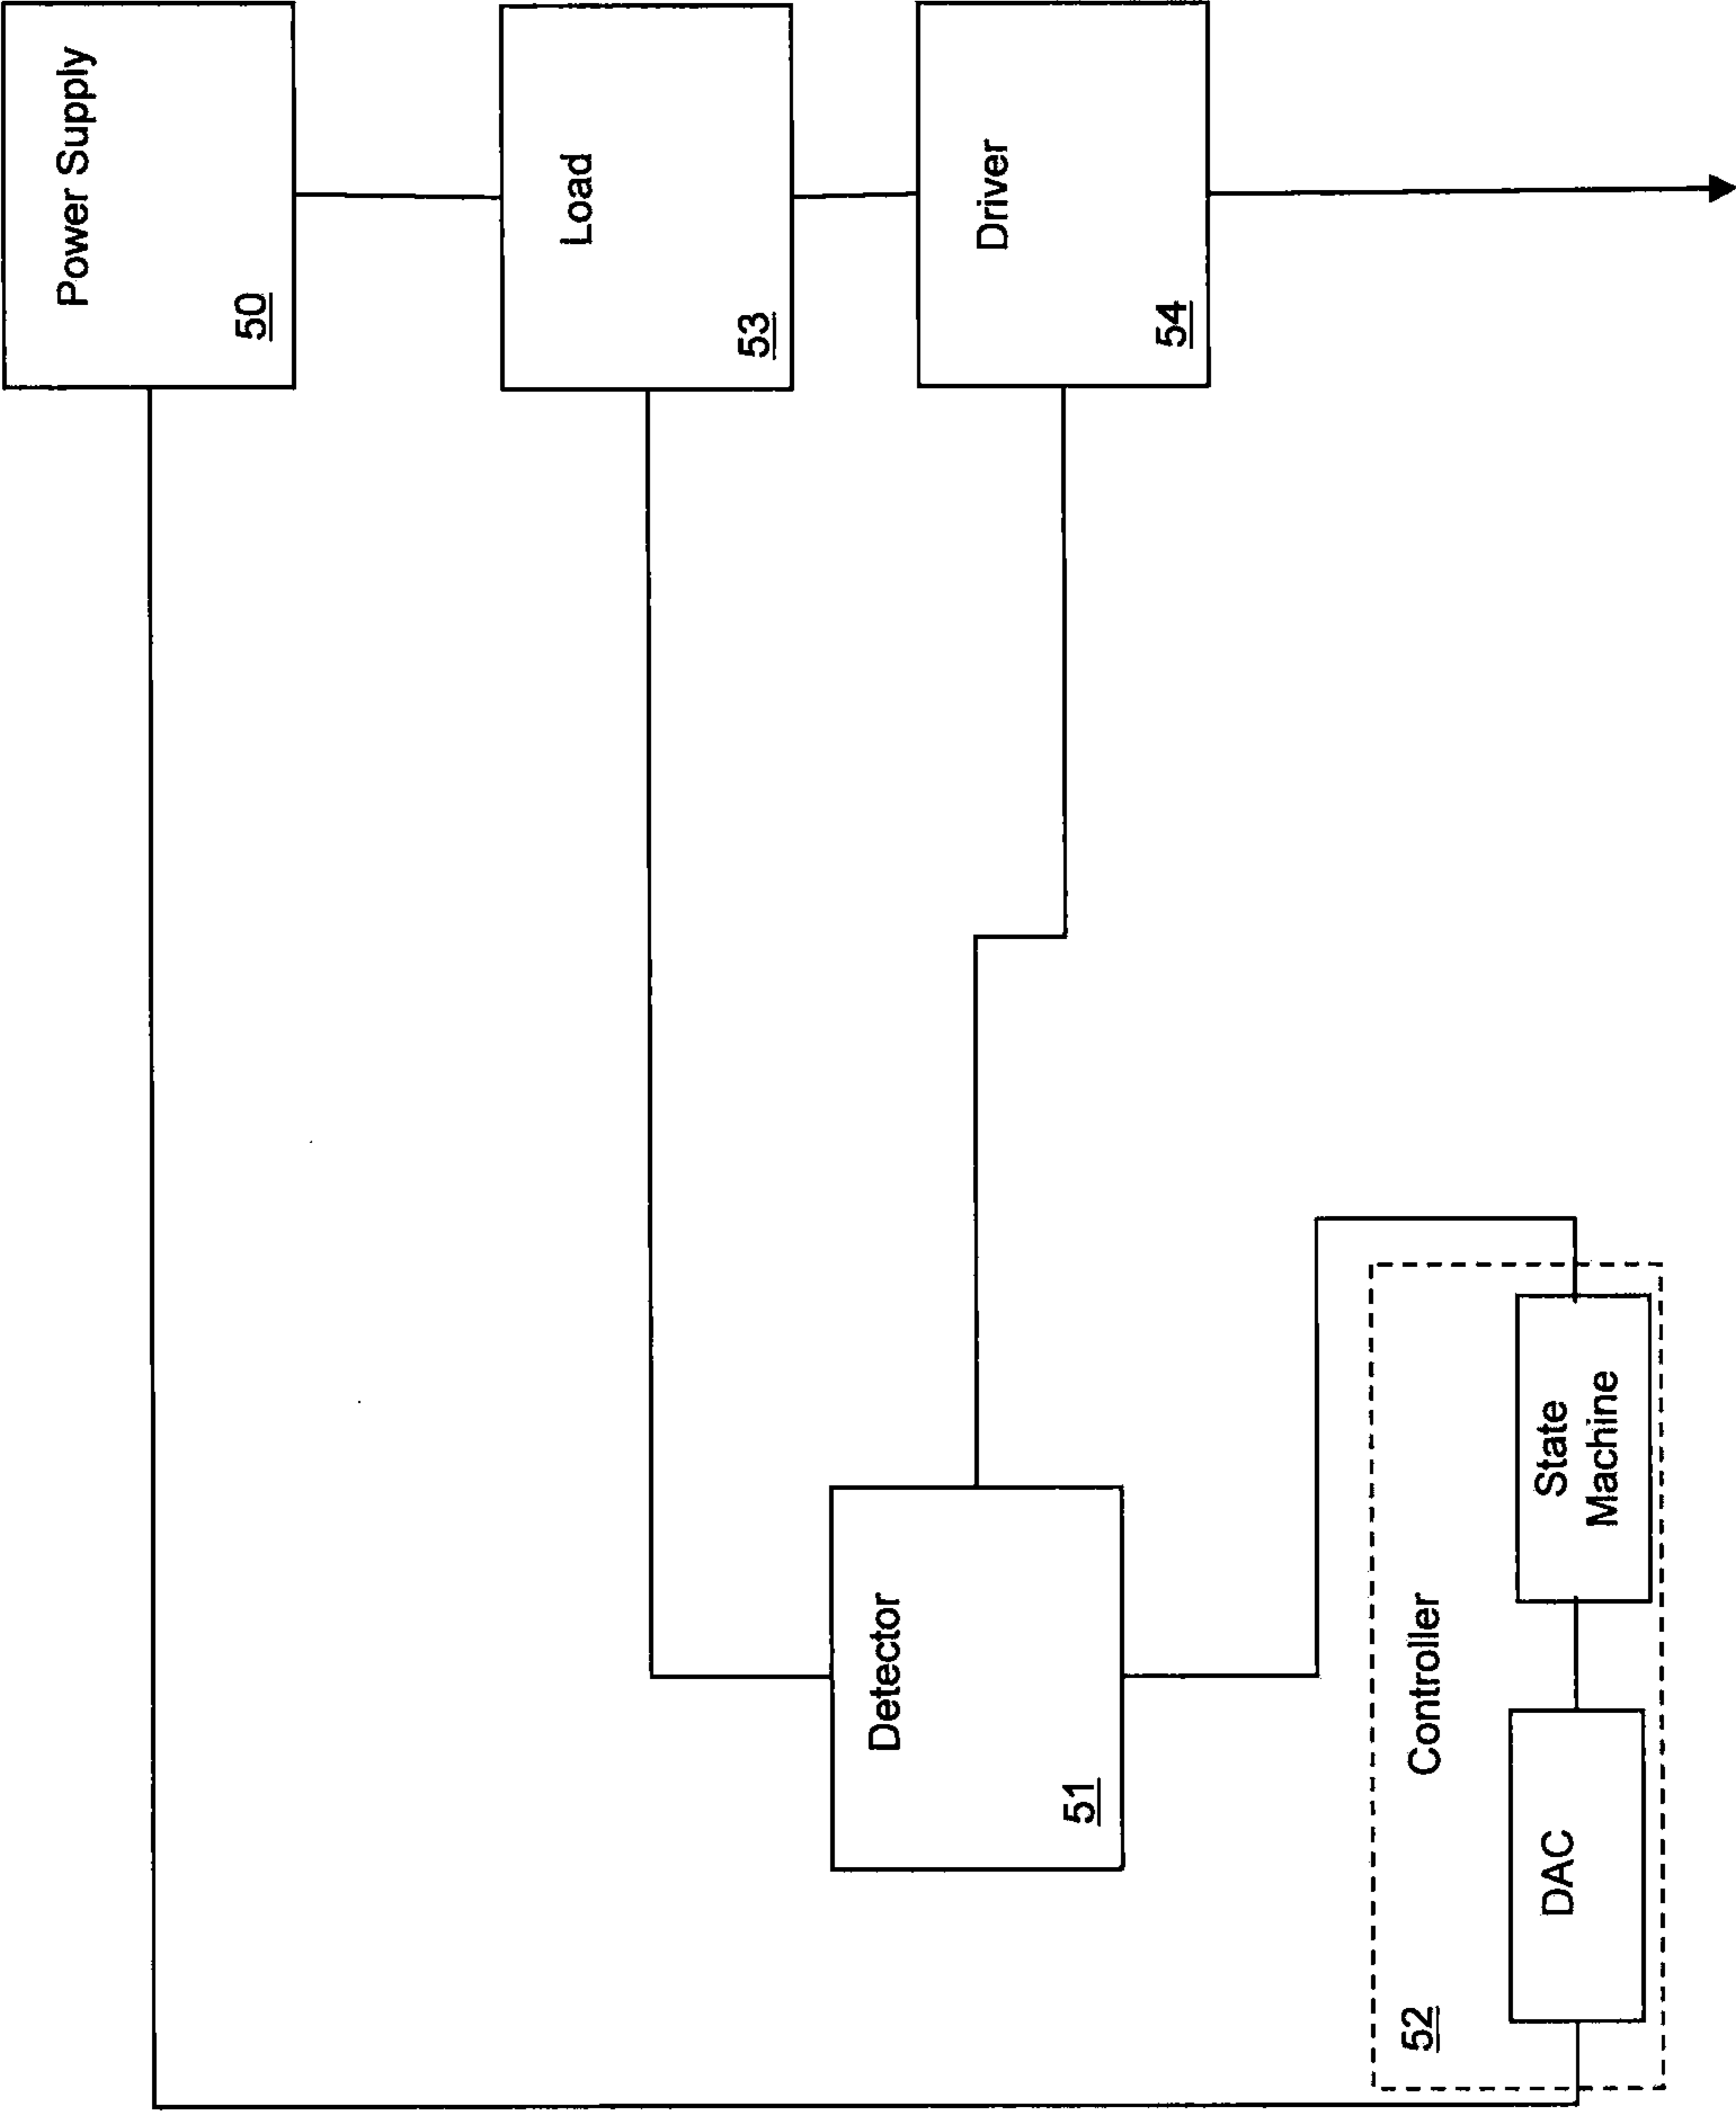 Power Supply
50
Load
53
Driver
54
Detector
51
Controller
52
State
Machine
DAC